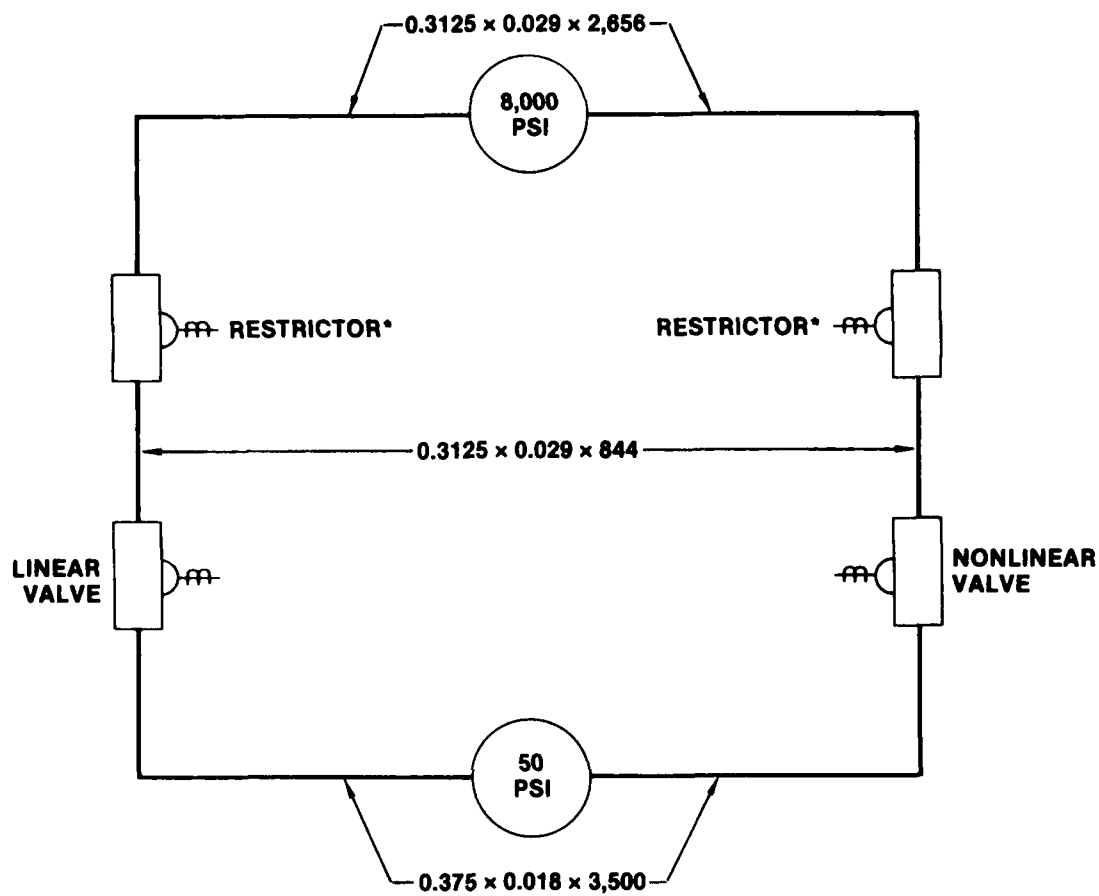 0.3125 × 0.029 × 2,656
8,000
PSI
RESTRICTOR*
RESTRICTOR*
0.3125 × 0.029 × 844
LINEAR
VALVE
NONLINEAR
VALVE
50
PSI
0.375 × 0.018 × 3,500